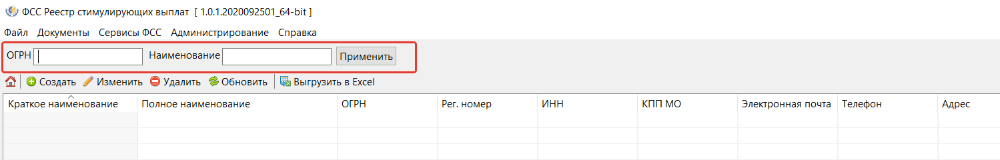 ФСС Реестр стимулирующих выплат [ 1.0.1.2020092501_64-bit ]
Файл Документы Сервисы ФСС Администрирование Справка
ОГРН Наименование Применить
Создать Изменить Удалить Обновить Выгрузить в Excel
Краткое наименование Полное наименование ОГРН Рег. номер ИНН КПП МО Электронная почта Телефон Адрес